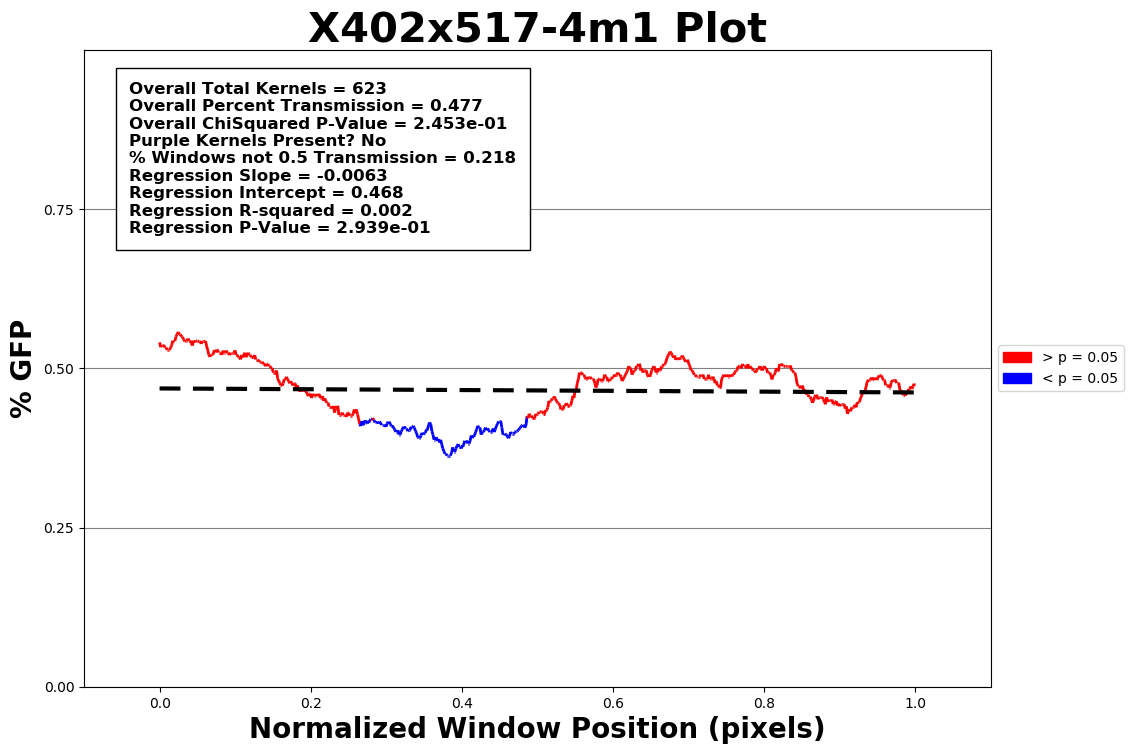 X402x517-4m1 Plot
Overall Total Kernels = 623
Overall Percent Transmission = 0.477
Overall ChiSquared P-Value = 2.453e-01
Purple Kernels Present? No
% Windows not 0.5 Transmission = 0.218
Regression Slope = -0.0063
Regression Intercept = 0.468
Regression R-squared = 0.002
Regression P-Value = 2.939e-01
% GFP
0.75
0.50
0.25
0.00
> p = 0.05
< p = 0.05
0.0 0.2 0.4 0.6 0.8 1.0
Normalized Window Position (pixels)